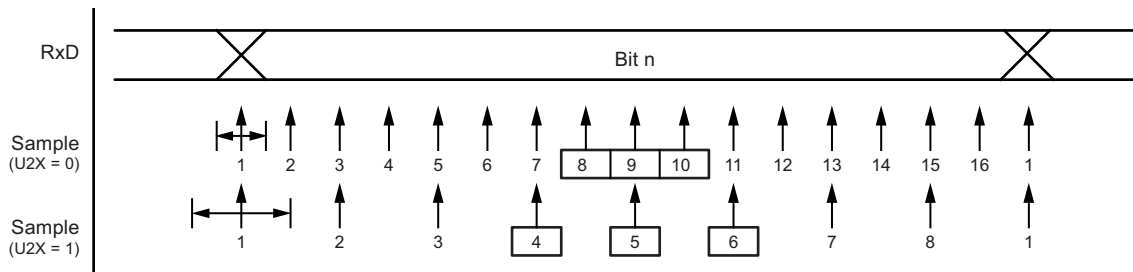 RxD
Bit n
Sample
(U2X = 0)
1 2 3 4 5 6 7 8 9 10 11 12 13 14 15 16 1
Sample
(U2X = 1)
1 2 3 4 5 6 7 8 1